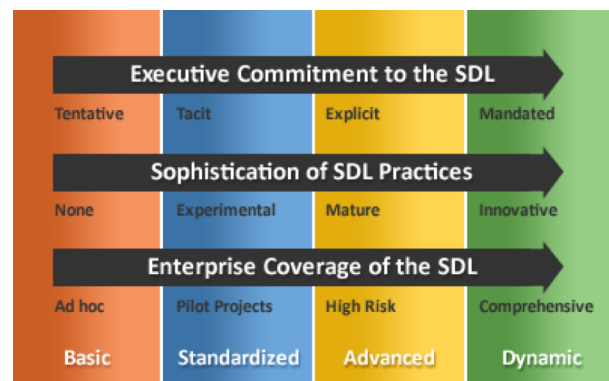 Executive Commitment to the SDL
Tentative Tacit Explicit Mandated
Sophistication of SDL Practices
None Experimental Mature Innovative
Enterprise Coverage of the SDL
Ad hoc Pilot Projects High Risk Comprehensive
Basic Standardized Advanced Dynamic